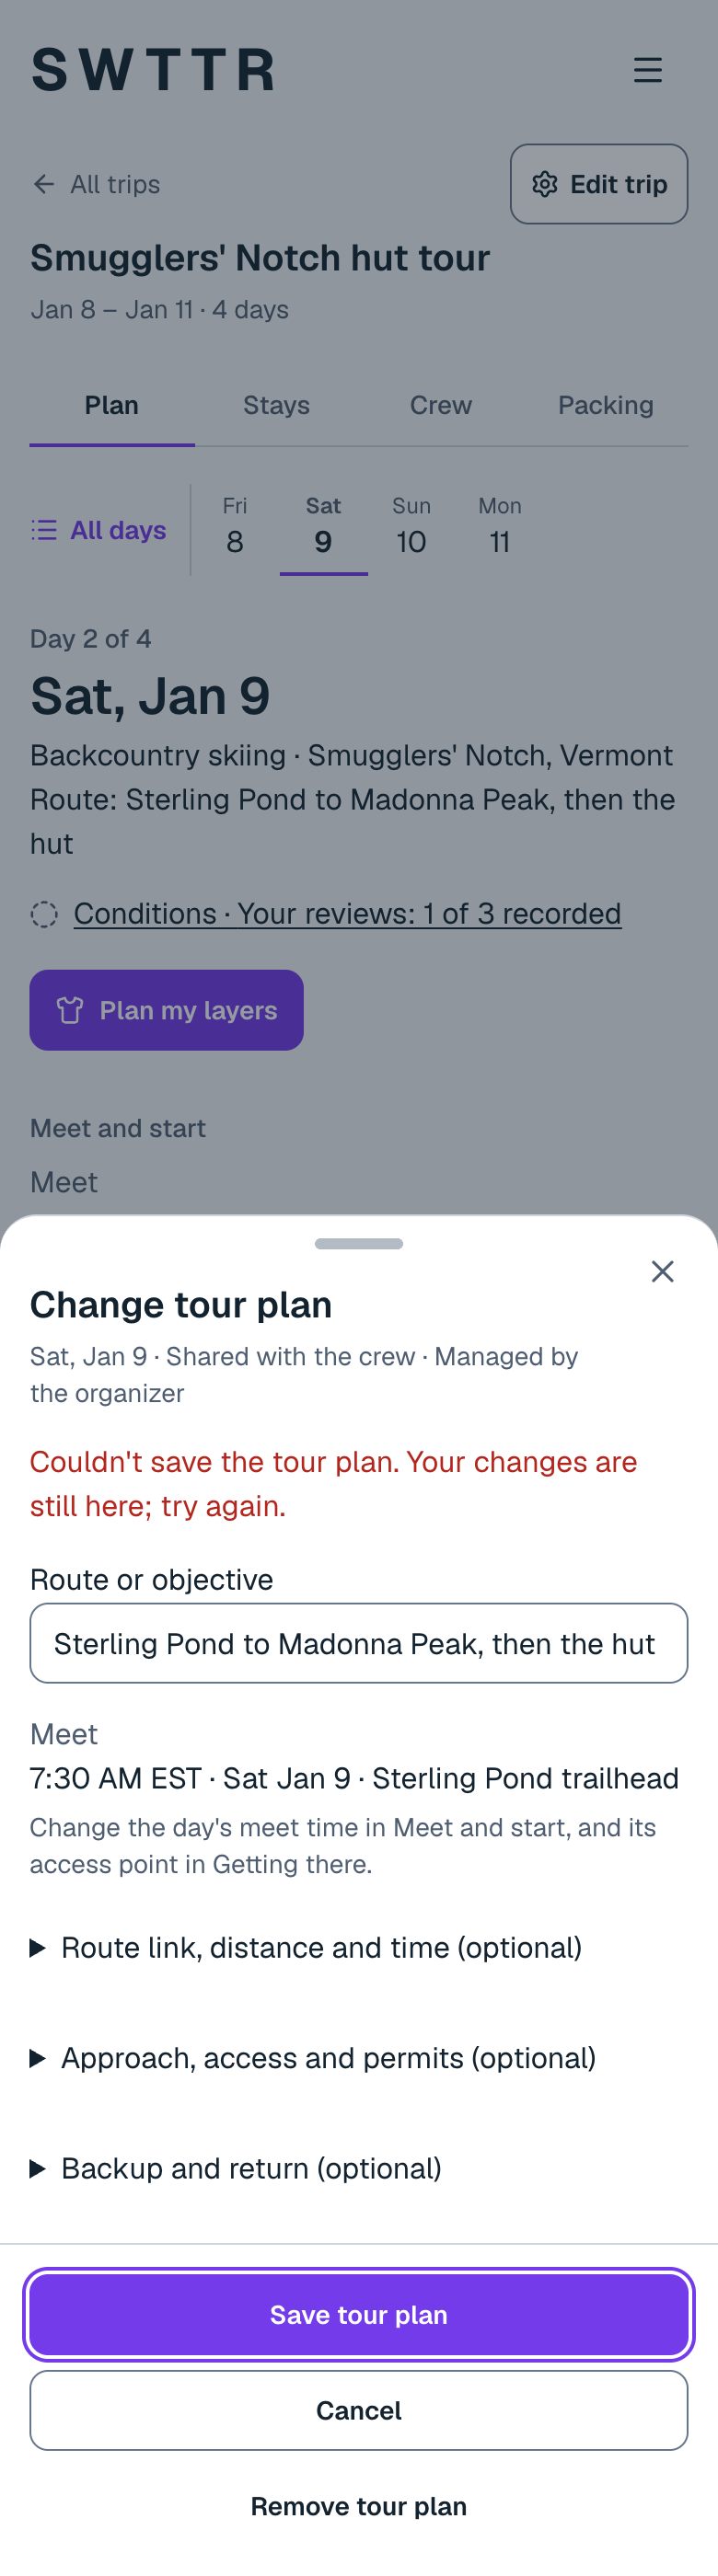 SWTTR
All trips
Edit trip
Smugglers' Notch hut tour
Jan 8 – Jan 11 · 4 days
Plan Stays Crew Packing
All days
Fri Sat Sun Mon
8 9 10 11
Day 2 of 4
Sat, Jan 9
Backcountry skiing · Smugglers' Notch, Vermont
Route: Sterling Pond to Madonna Peak, then the
hut
Conditions · Your reviews: 1 of 3 recorded
Plan my layers
Meet and start
Meet
Change tour plan
Sat, Jan 9 · Shared with the crew · Managed by
the organizer
Couldn't save the tour plan. Your changes are
still here; try again.
Route or objective
Sterling Pond to Madonna Peak, then the hut
Meet
7:30 AM EST · Sat Jan 9 · Sterling Pond trailhead
Change the day's meet time in Meet and start, and its
access point in Getting there.
Route link, distance and time (optional)
Approach, access and permits (optional)
Backup and return (optional)
Save tour plan
Cancel
Remove tour plan